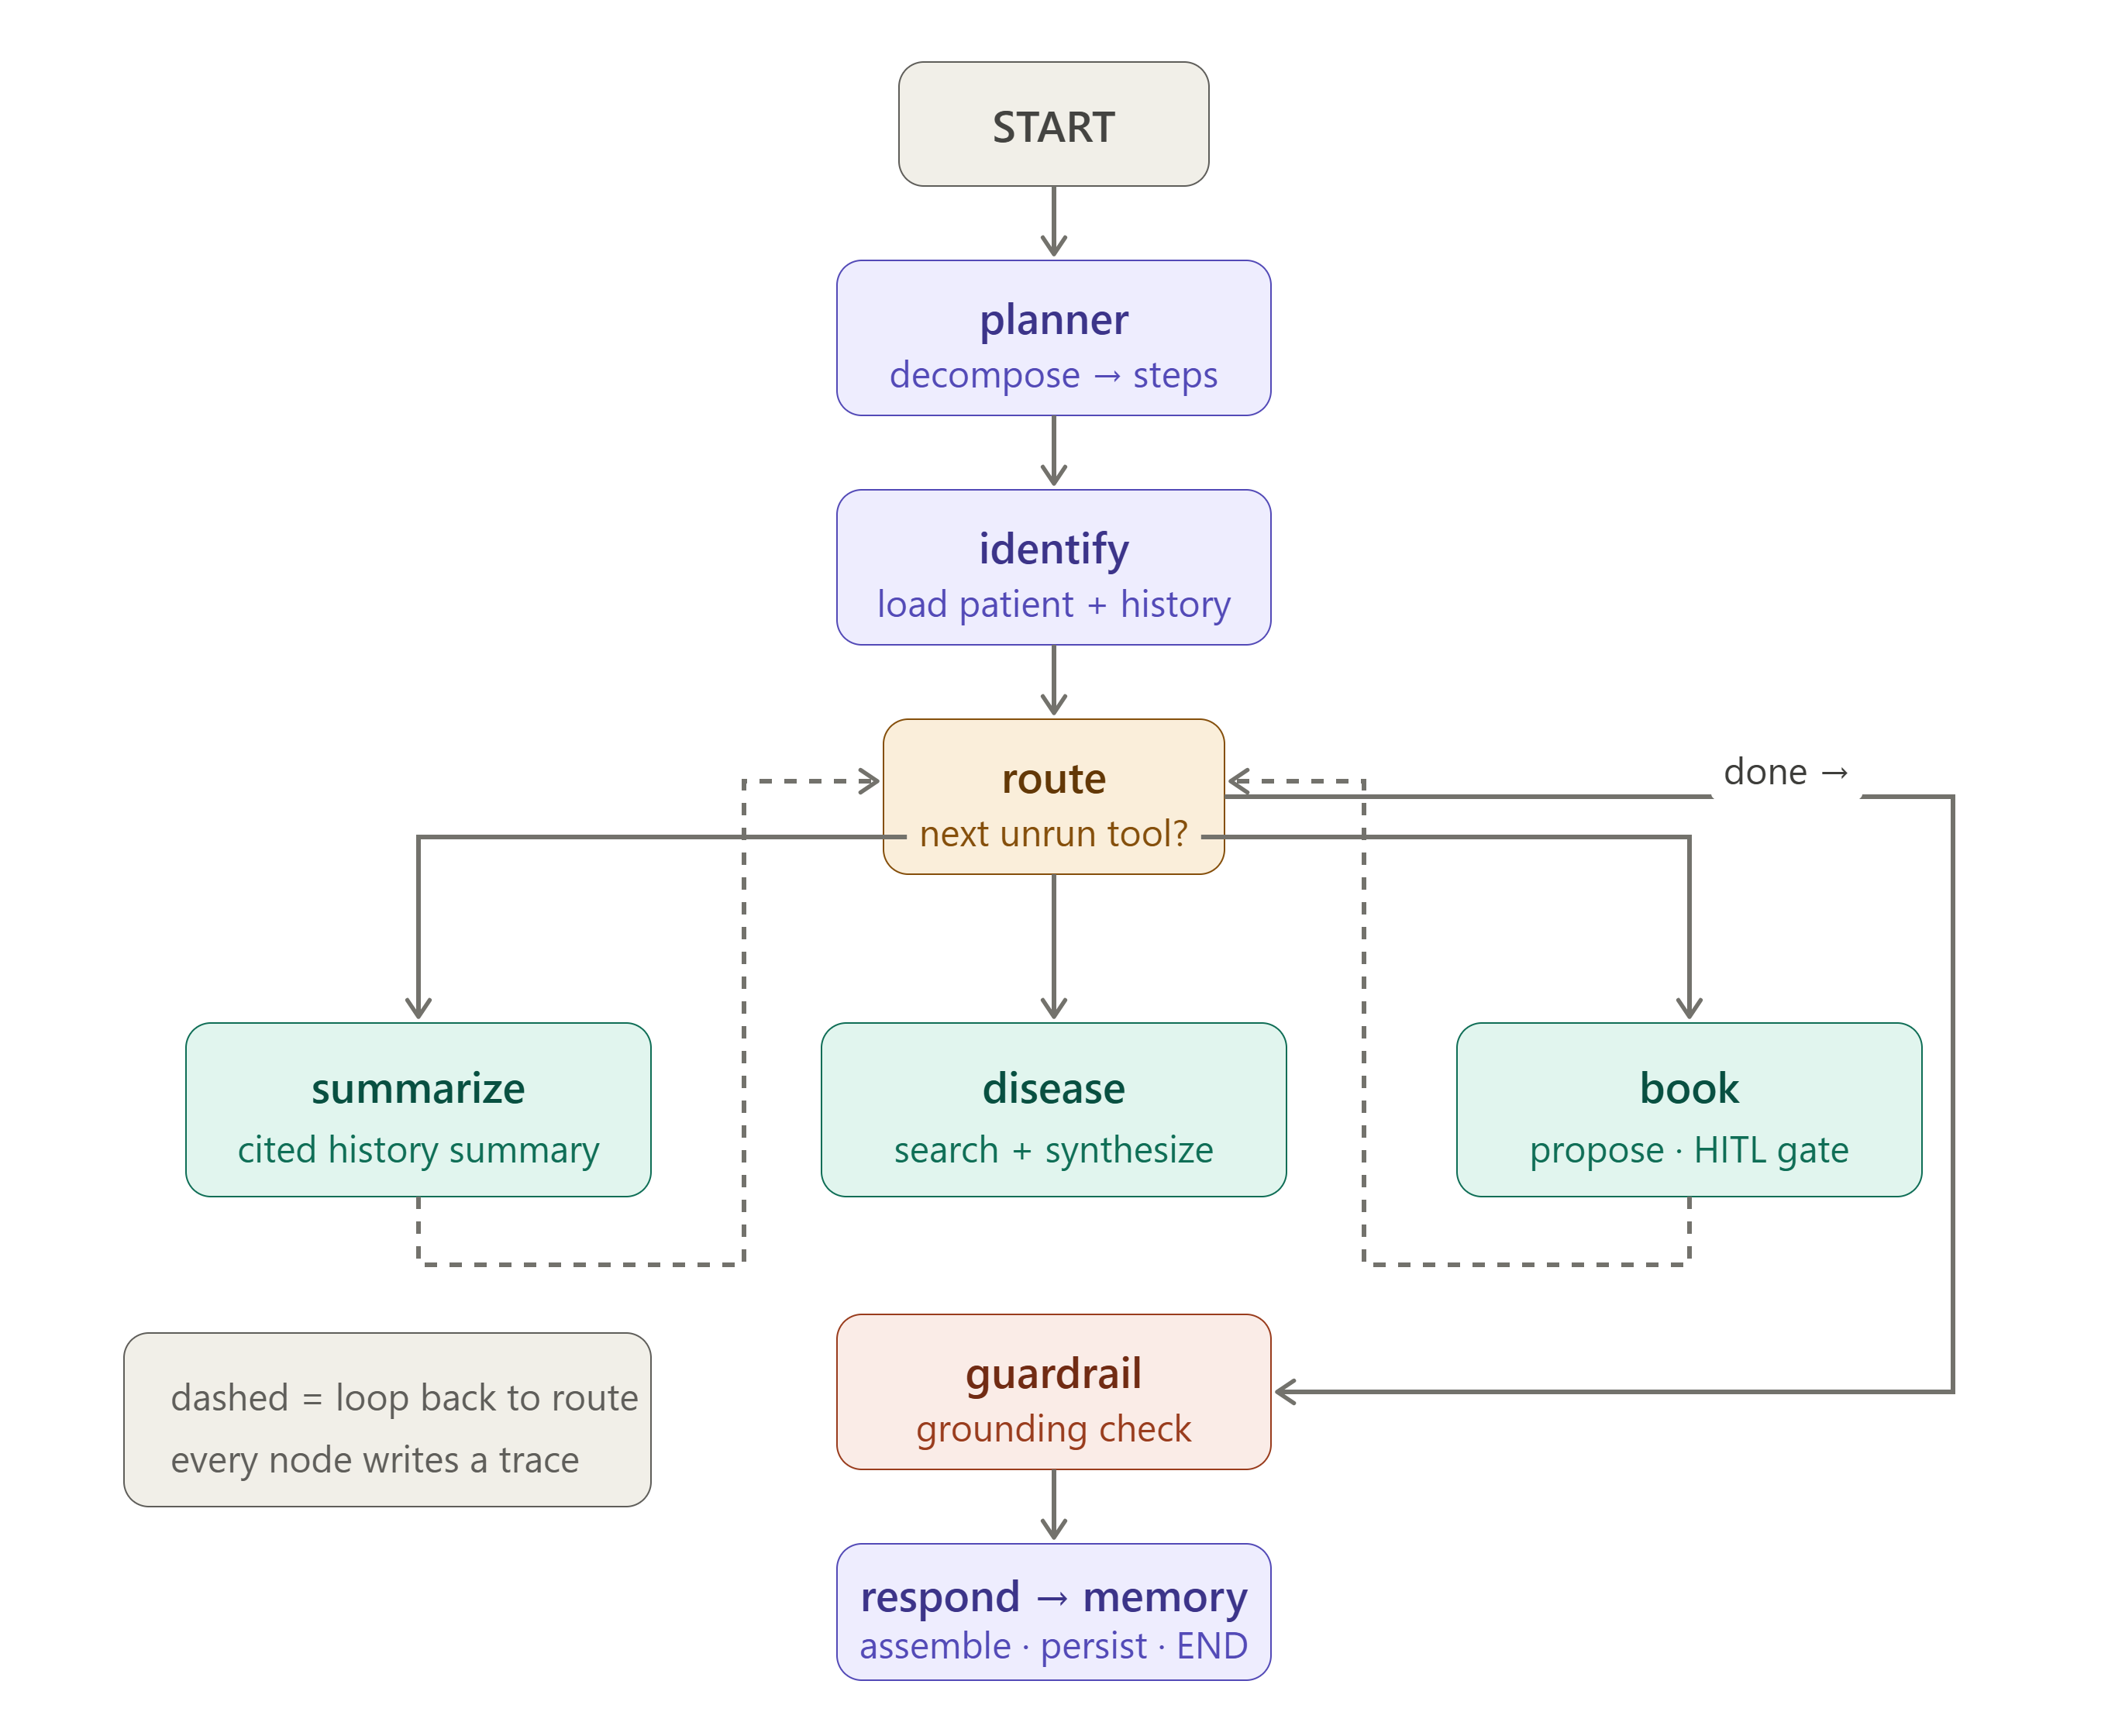 START
planner
decompose → steps
identify
load patient + history
route
next unrun tool?
done →
summarize
cited history summary
disease
search + synthesize
book
propose · HITL gate
guardrail
grounding check
dashed = loop back to route
every node writes a trace
respond → memory
assemble · persist · END